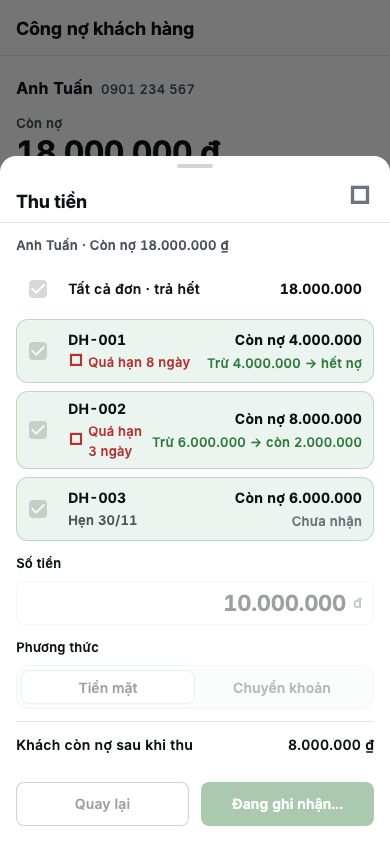 Công nợ khách hàng
Anh Tuấn 0901 234 567
Còn nợ
18.000.000 đ
Thu tiền
Anh Tuấn · Còn nợ 18.000.000 ₫
Tất cả đơn · trả hết 18.000.000
DH-001 Còn nợ 4.000.000
Quá hạn 8 ngày Trừ 4.000.000 → hết nợ
DH-002 Còn nợ 8.000.000
Quá hạn
3 ngày
Trừ 6.000.000 → còn 2.000.000
DH-003 Còn nợ 6.000.000
Hẹn 30/11 Chưa nhận
Số tiền
10.000.000 đ
Phương thức
Tiền mặt Chuyển khoản
Khách còn nợ sau khi thu 8.000.000 ₫
Quay lại Đang ghi nhận...